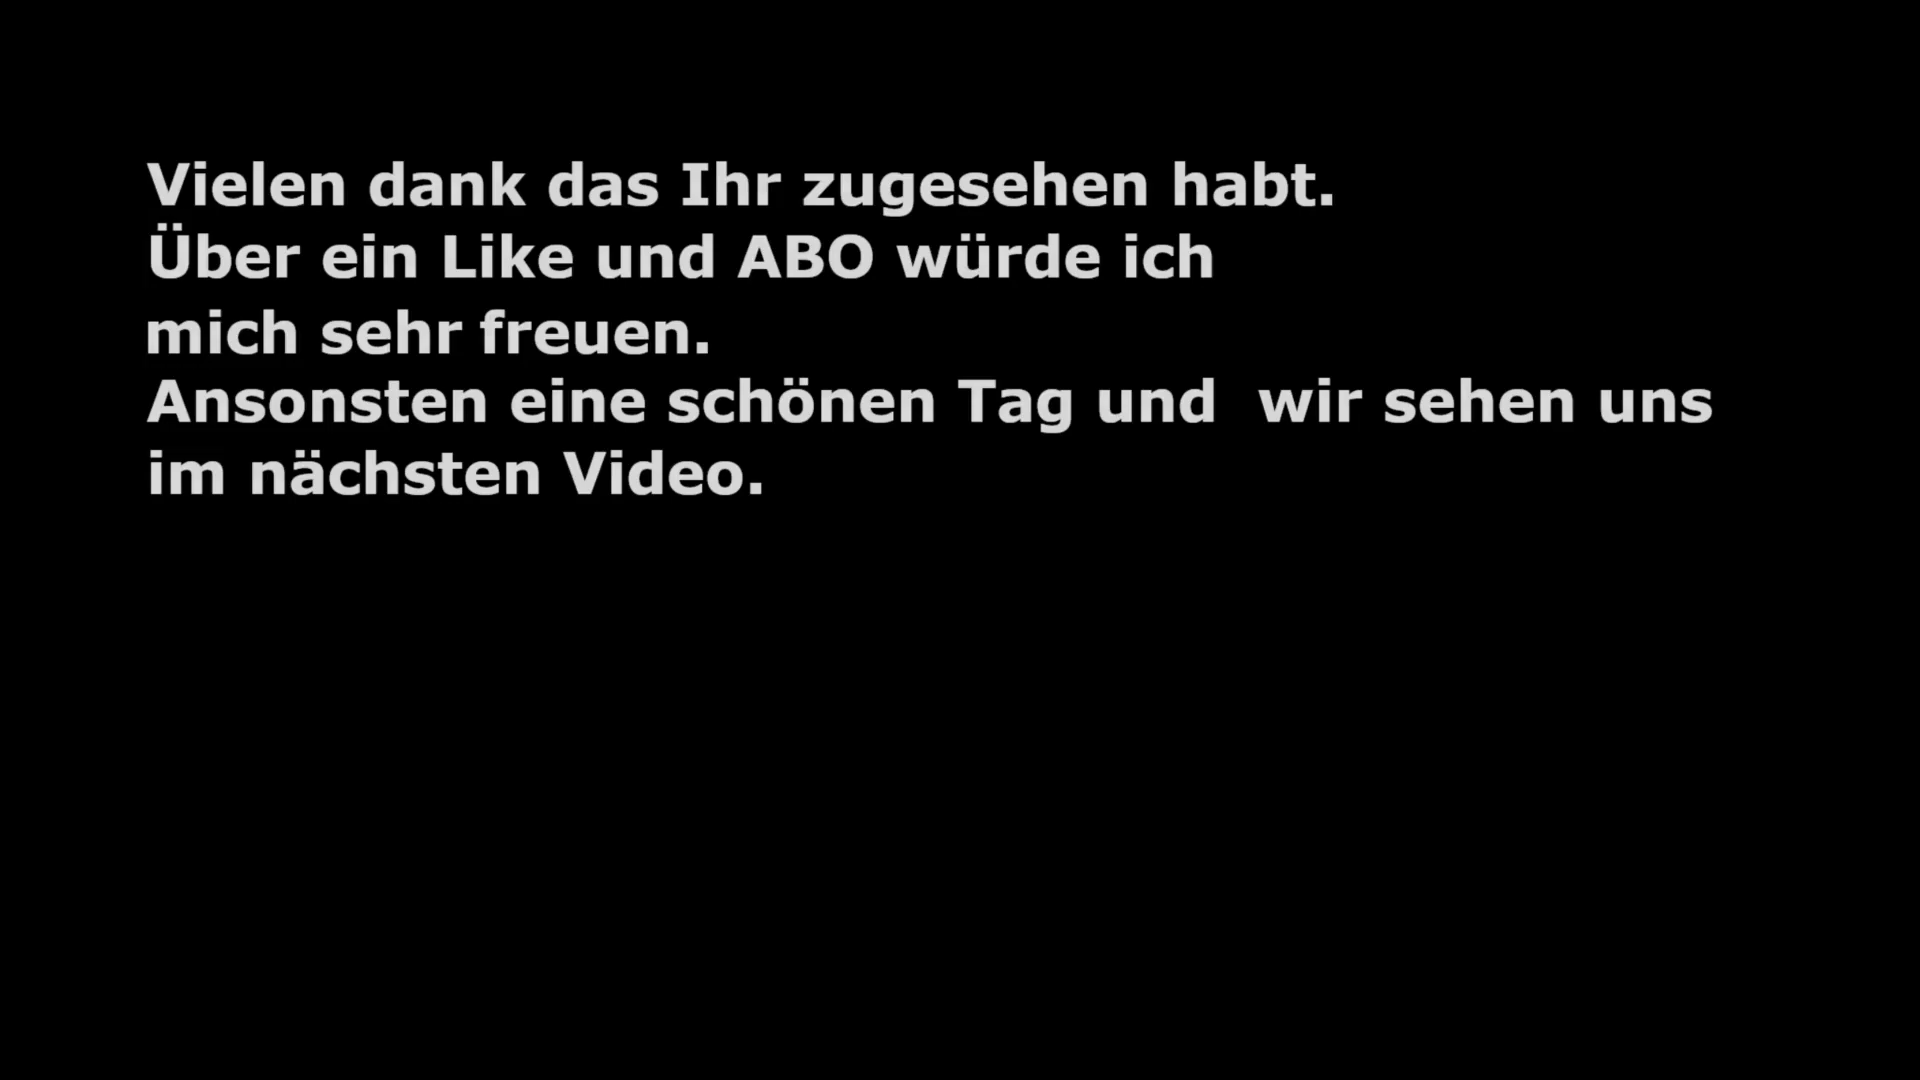 Vielen dank das Ihr zugesehen habt.
Über ein Like und ABO würde ich
mich sehr freuen.
Ansonsten eine schönen Tag und  wir sehen uns
im nächsten Video.